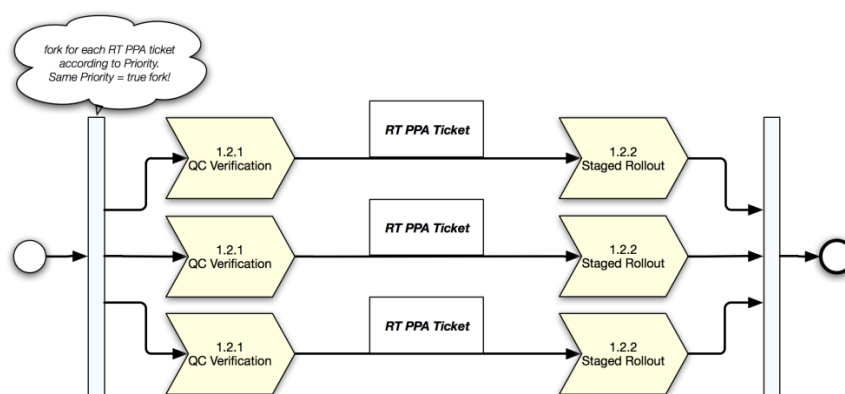 fork for each RT PPA ticket
according to Priority.
Same Priority = true fork!
1.2.1
QC Verification
RT PPA Ticket
1.2.2
Staged Rollout
1.2.1
QC Verification
RT PPA Ticket
1.2.2
Staged Rollout
1.2.1
QC Verification
RT PPA Ticket
1.2.2
Staged Rollout